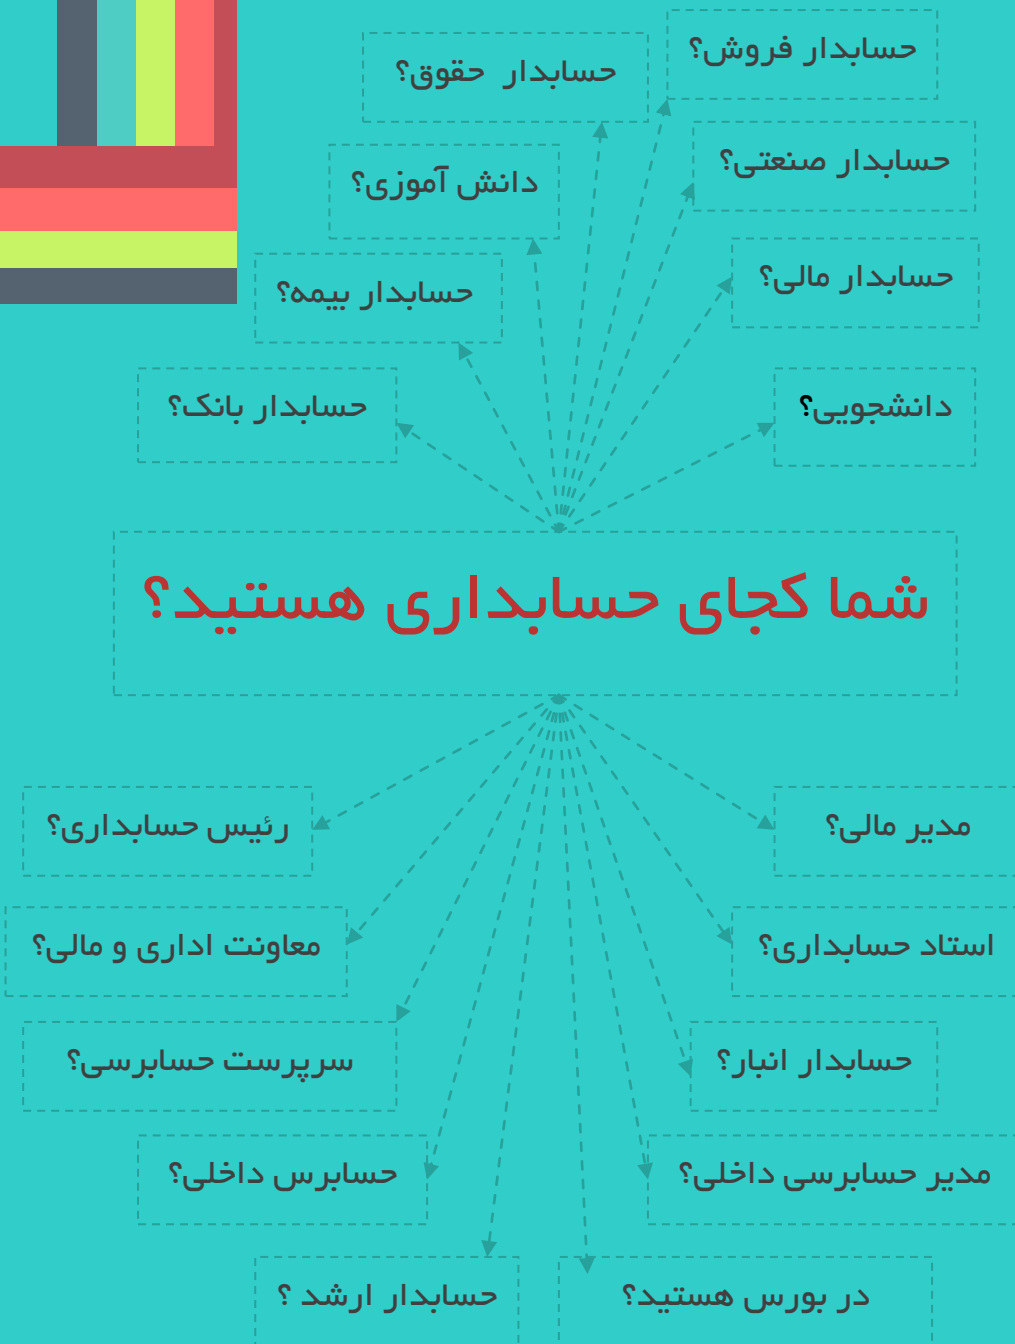 حسابدار فروش؟
حسابدار حقوق؟
حسابدار صنعتی؟
دانش آموزی؟
حسابدار مالی؟
حسابدار بیمه؟
دانشجویی؟
حسابدار بانک؟
شما کجای حسابداری هستید؟
مدیر مالی؟
رئیس حسابداری؟
استاد حسابداری؟
معاونت اداری و مالی؟
حسابدار انبار؟
سرپرست حسابرسی؟
مدیر حسابرسی داخلی؟
حسابرس داخلی؟
در بورس هستید؟
حسابدار ارشد ؟